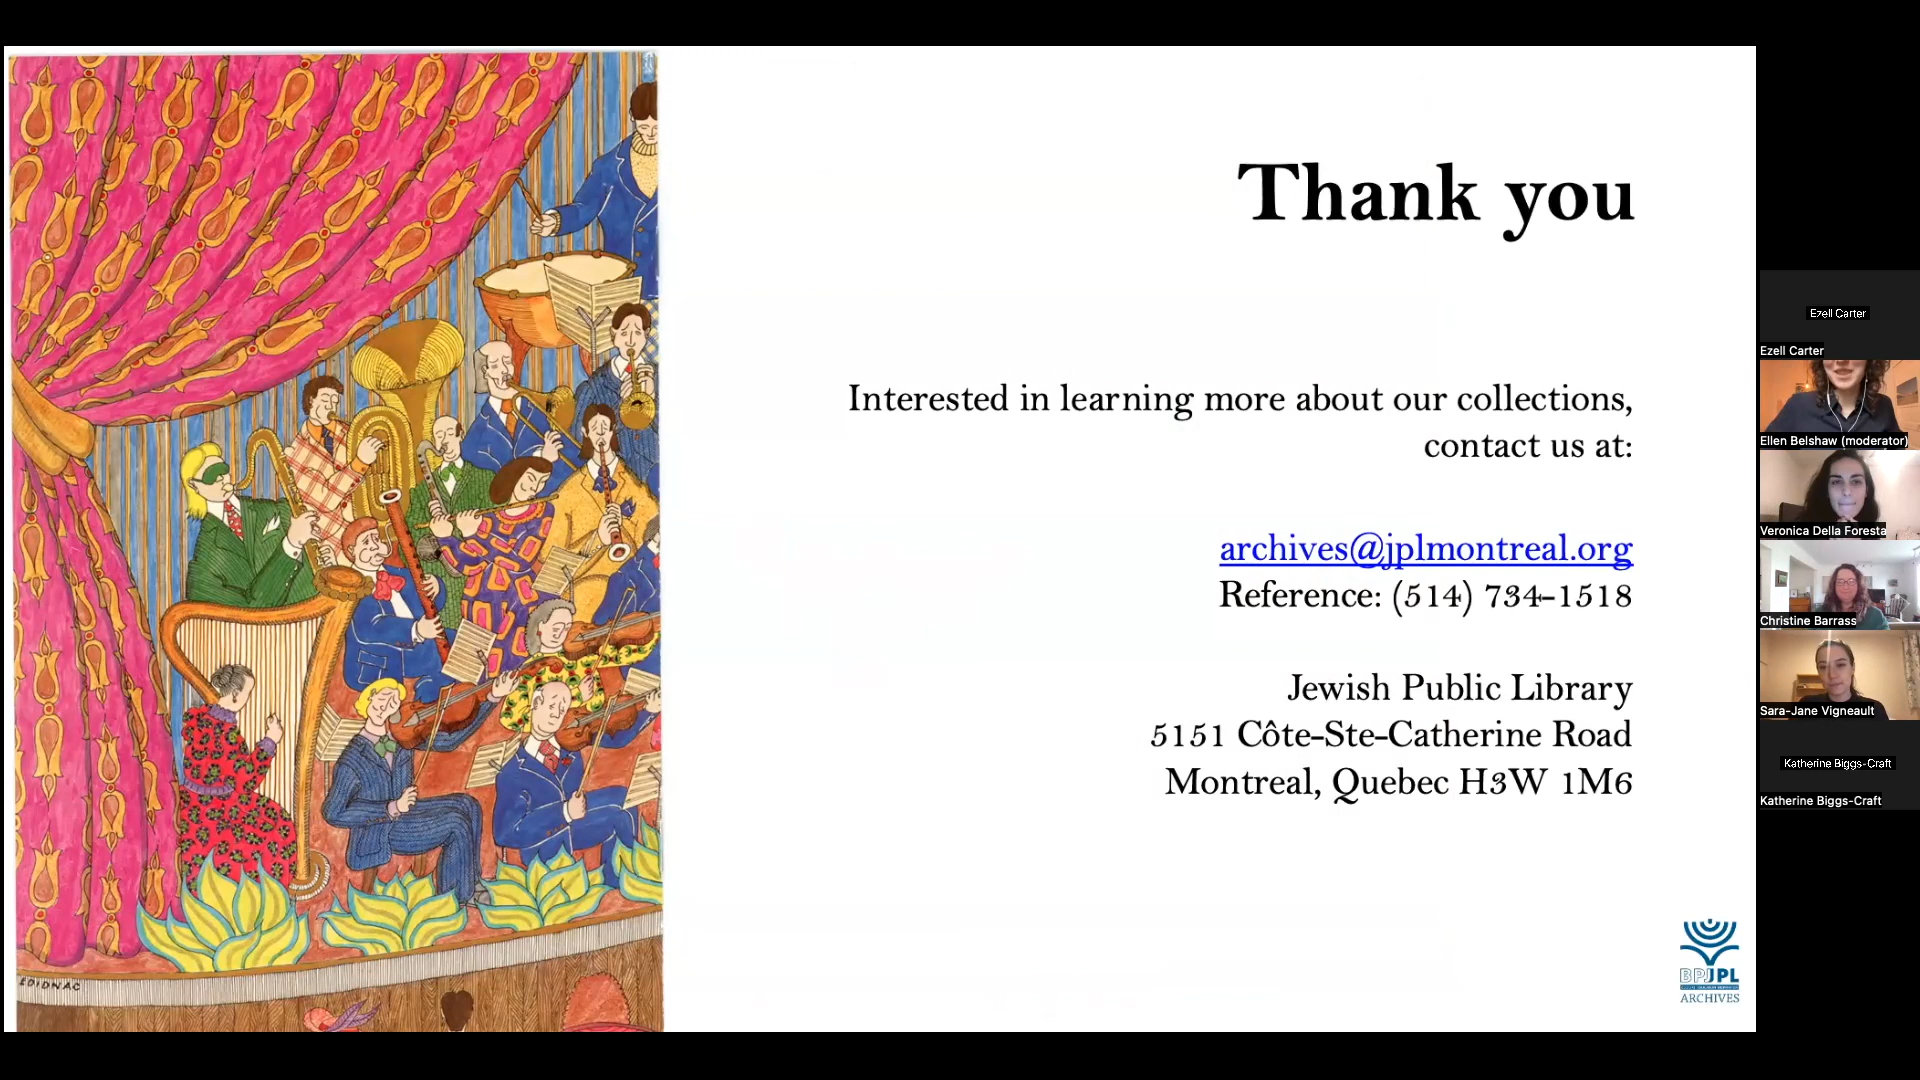 Thank you
Interested in learning more about our collections,
contact us at:
archives@jplmontreal.org
Reference: (514) 734-1518
Jewish Public Library
5151 Côte-Ste-Catherine Road
Montreal, Quebec H3W 1M6
BPJPL
ARCHIVES
EDIDNAC
Ezell Carter
Ezell Carter
Ellen Belshaw (moderator)
Veronica Della Foresta
Christine Barrass
Sara-Jane Vigneault
Katherine Biggs-Craft
Katherine Biggs-Craft